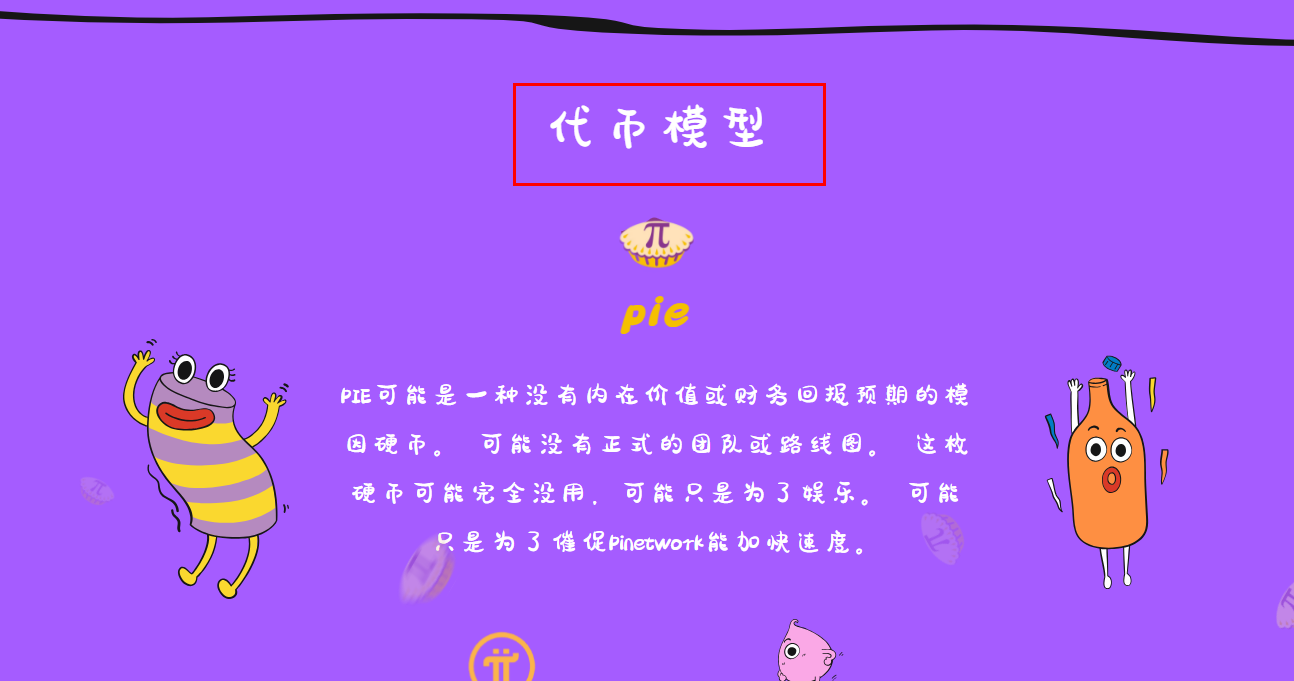 代币模型
π
pie
PIE可能是一种没有内在价值或财务回报预期的模
因硬币。 可能没有正式的团队或路线图。 这枚
硬币可能完全没用，可能只是为了娱乐。 可能
只是为了催促Pinetwork能加快速度。